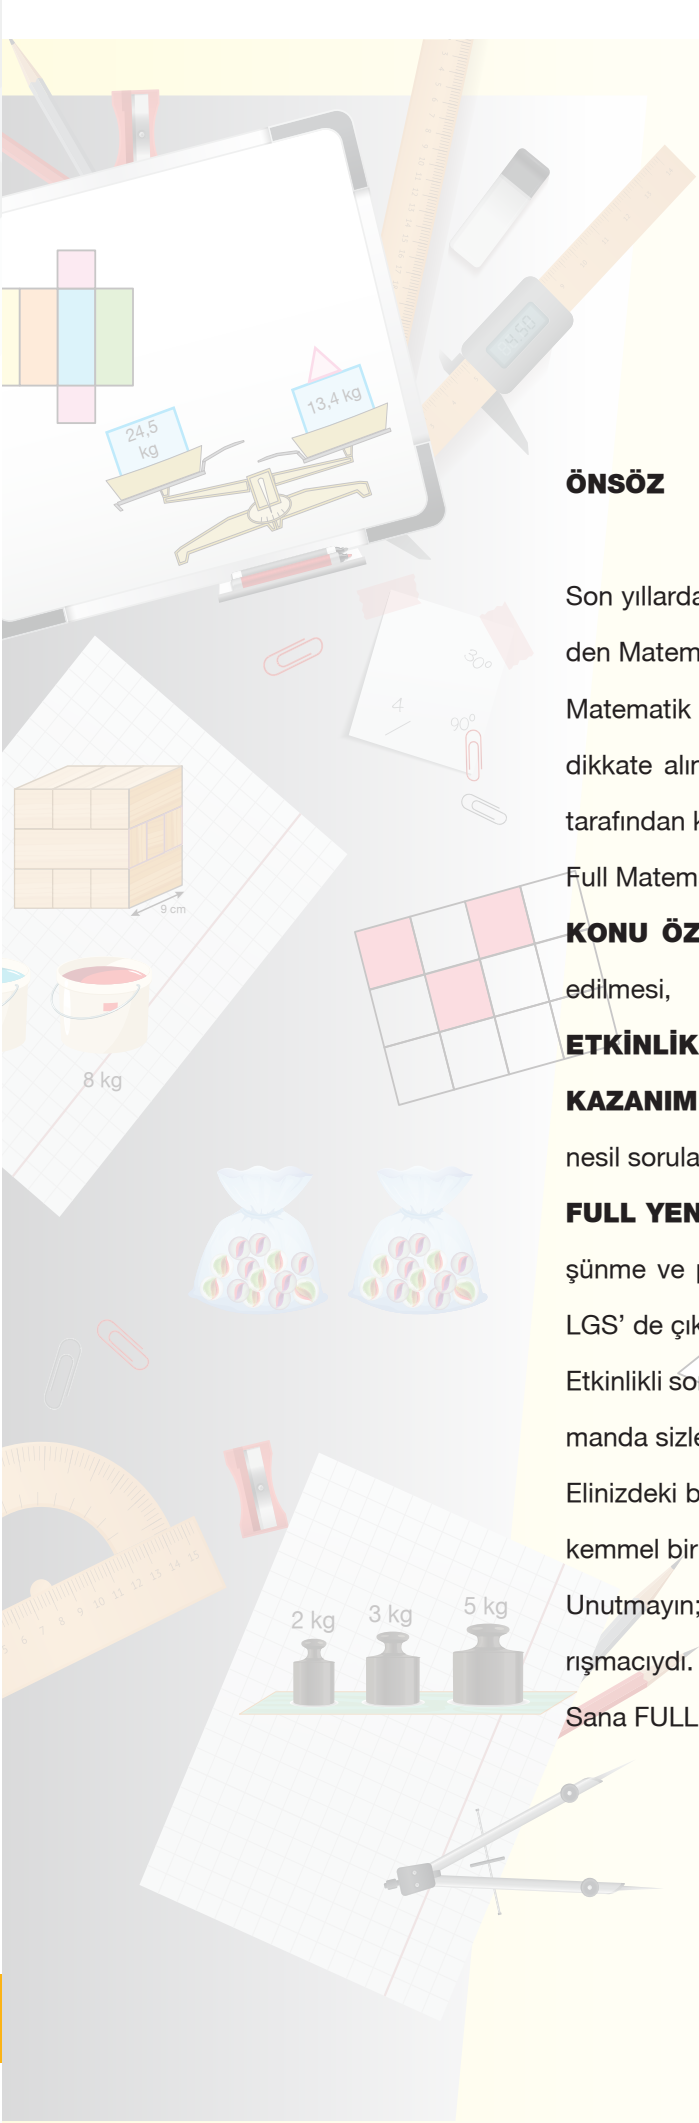 24,5
kg
13,4 kg
ÖNSÖZ
Son yıllarda
den Matem
Matematik
dikkate alır
tarafından
Full Matem
KONU ÖZ
edilmesi,
ETKİNLİK
KAZANIM
nesil sorula
FULL YEN
şünme ve
LGS’ de çık
Etkinlikli so
manda sizle
Elinizdeki b
kemmel bir
Unutmayın;
rışmacıydı.
Sana FULL
30°
4
90°
9 cm
8 kg
2 kg 3 kg 5 kg